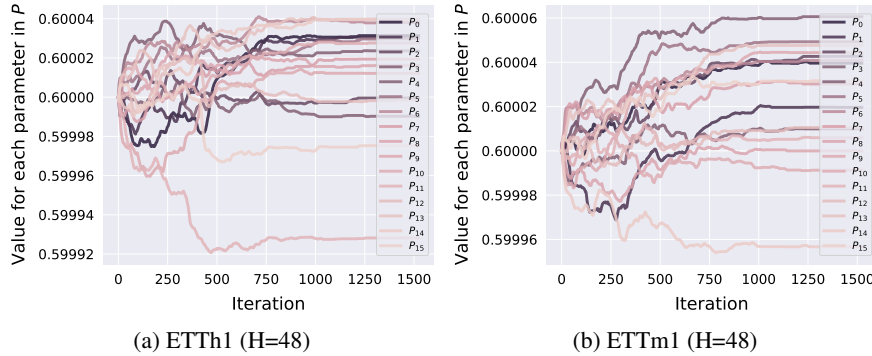 Value for each parameter in P
0.60004
0.60002
0.60000
0.59998
0.59996
0.59994
0.59992
0
250
500
750
1000
1250
1500
Iteration
P0
P1
P2
P3
P4
P5
P6
P7
P8
P9
P10
P11
P12
P13
P14
P15
(a) ETTh1 (H=48)
Value for each parameter in P
0.60006
0.60004
0.60002
0.60000
0.59998
0.59996
0
250
500
750
1000
1250
1500
Iteration
P0
P1
P2
P3
P4
P5
P6
P7
P8
P9
P10
P11
P12
P13
P14
P15
(b) ETTm1 (H=48)